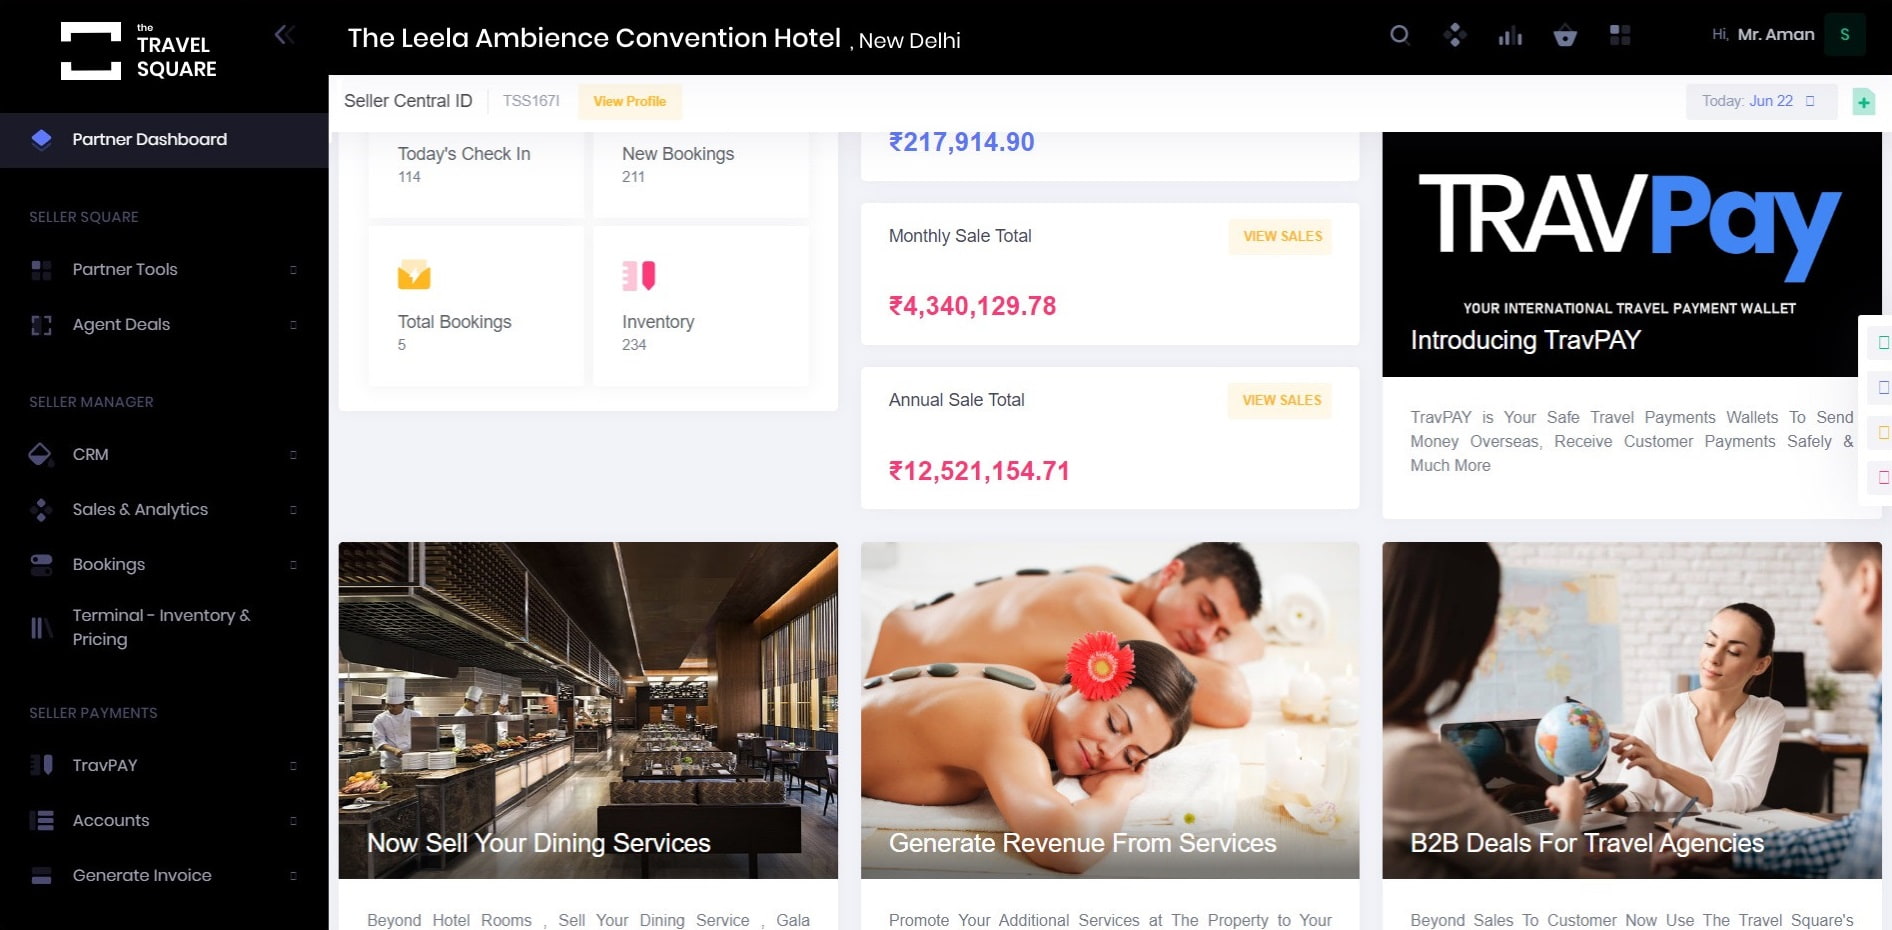 the
TRAVEL
SQUARE
The Leela Ambience Convention Hotel , New Delhi
Hi, Mr. Aman
S
Seller Central ID
TSS167I
View Profile
Today: Jun 22
Partner Dashboard
SELLER SQUARE
Partner Tools
Agent Deals
SELLER MANAGER
CRM
Sales & Analytics
Bookings
Terminal - Inventory &
Pricing
SELLER PAYMENTS
TravPAY
Accounts
Generate Invoice
Today's Check In
114
New Bookings
211
Total Bookings
5
Inventory
234
₹217,914.90
Monthly Sale Total
VIEW SALES
₹4,340,129.78
Annual Sale Total
VIEW SALES
₹12,521,154.71
TRAVPay
YOUR INTERNATIONAL TRAVEL PAYMENT WALLET
Introducing TravPAY
TravPAY is Your Safe Travel Payments Wallets To Send
Money Overseas, Receive Customer Payments Safely &
Much More
Now Sell Your Dining Services
Beyond Hotel Rooms , Sell Your Dining Service , Gala
Generate Revenue From Services
Promote Your Additional Services at The Property to Your
B2B Deals For Travel Agencies
Beyond Sales To Customer Now Use The Travel Square's